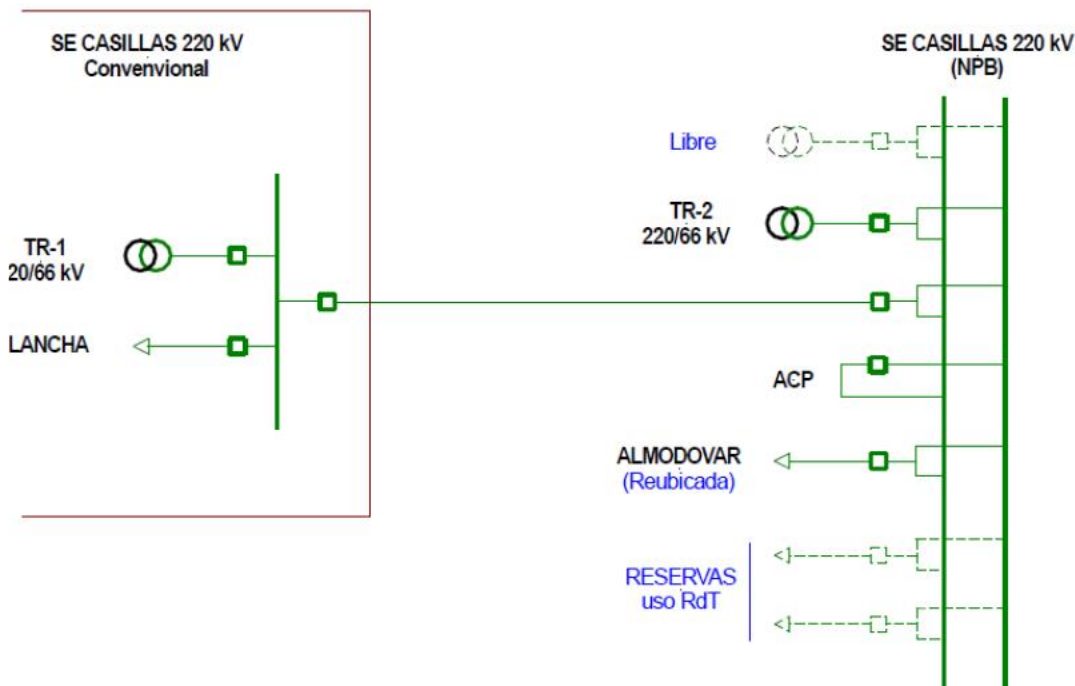 SE CASILLAS 220 kV
Convenvional
TR-1
20/66 kV
LANCHA
SE CASILLAS 220 kV
(NPB)
Libre
TR-2
220/66 kV
ACP
ALMODOVAR
(Reubicada)
RESERVAS
uso RdT